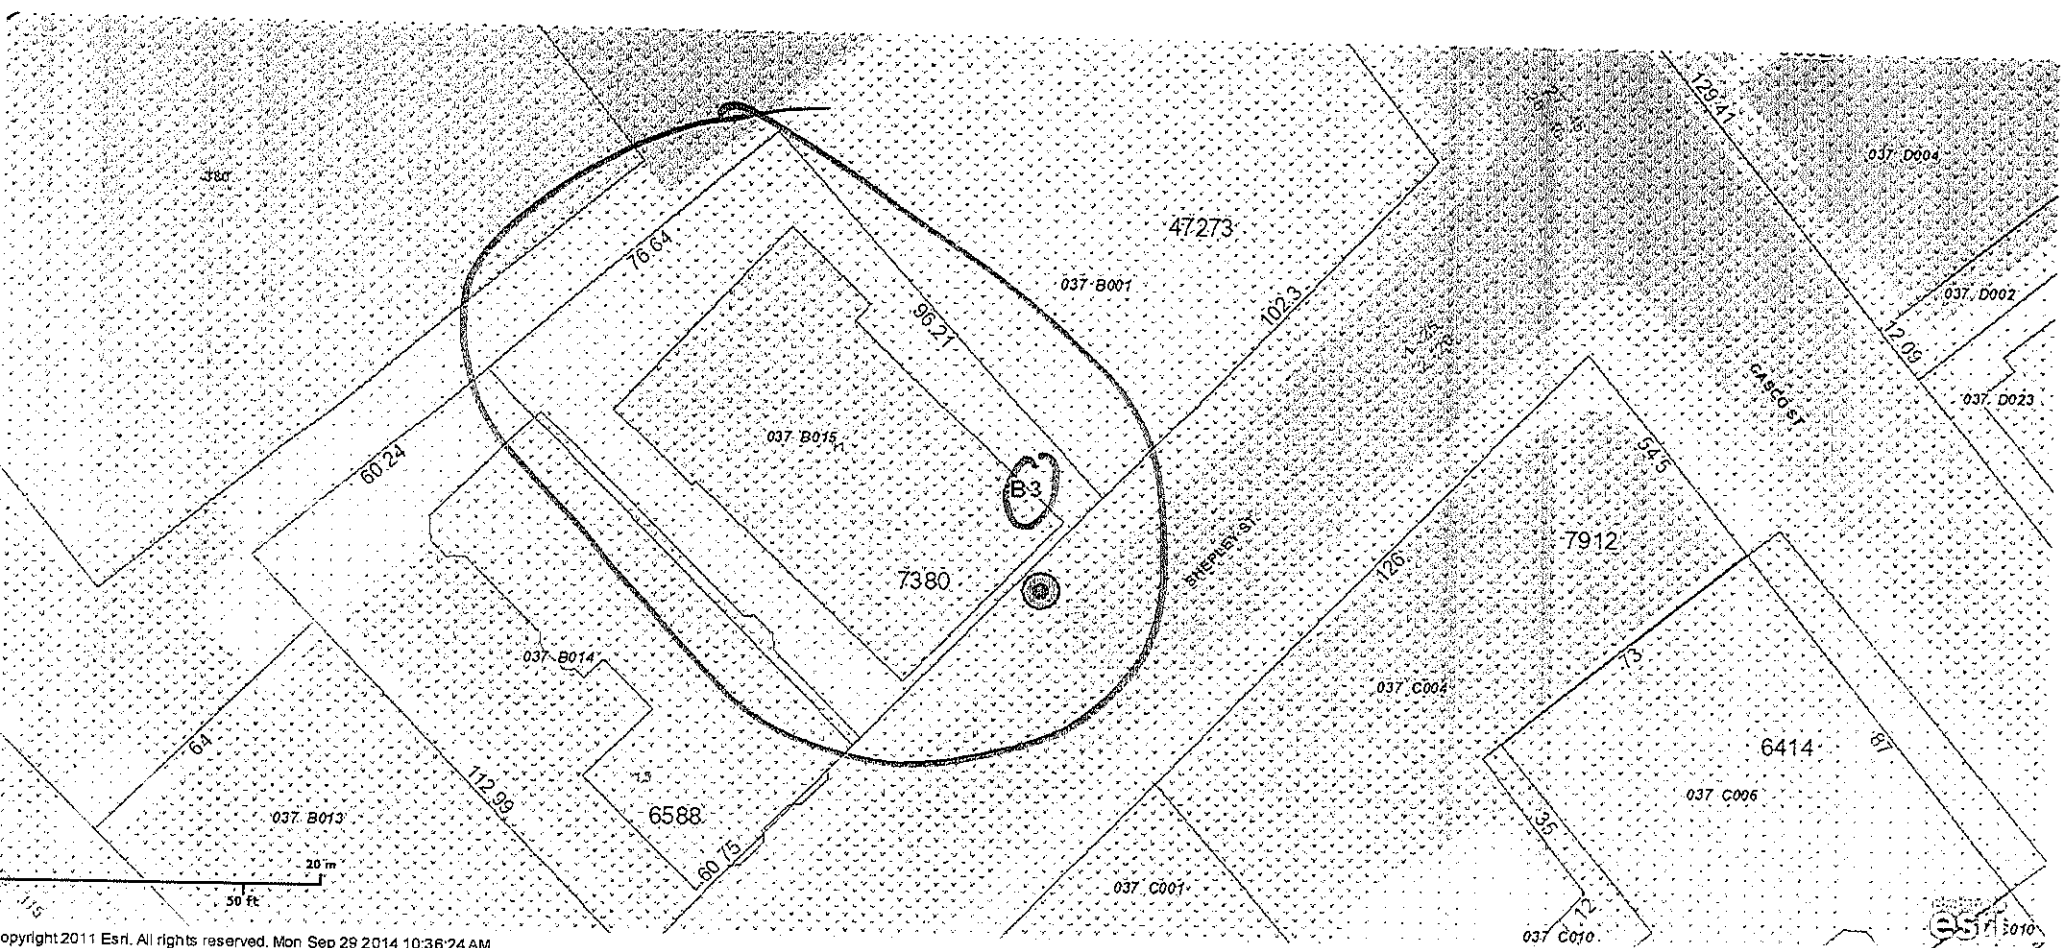 129.41
037 D004
380
47273
76.64
037 B001
037 D002
96.21
102.3
12.09
CASCO ST
037 D023
037 B015
54.5
60.24
B3
7912
SHEPLEY ST
126
7380
037 B014
73
037 C004
6414
87
64
13
112.99
6588
037 C006
037 B013
35
60.75
20 m
50 ft
115
037 C001
12
037 C010
esri
opyright 2011 Esri. All rights reserved. Mon Sep 29 2014 10:36:24 AM